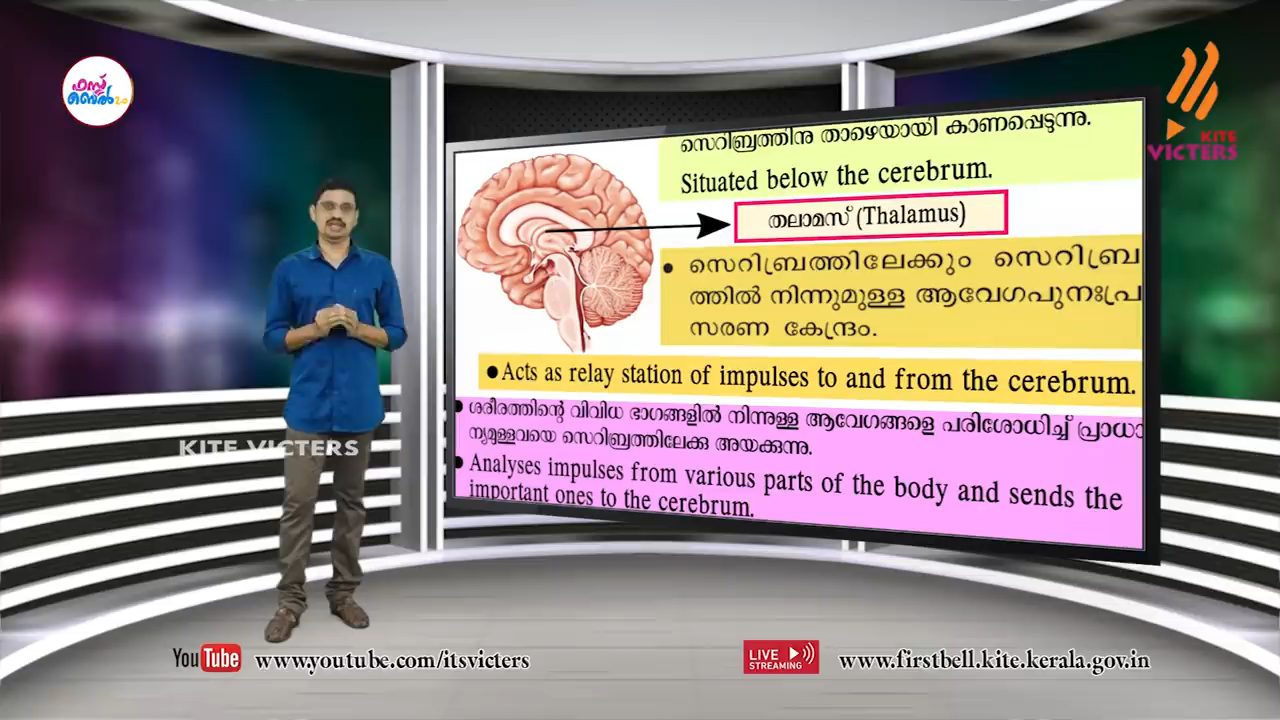 ഫസ്റ്റ്
ബെൽ 2.0
KITE
VICTERS
സെറിബ്രത്തിനു താഴെയായി കാണപ്പെടുന്നു.
Situated below the cerebrum.
തലാമസ് (Thalamus)
• സെറിബ്രത്തിലേക്കും സെറിബ്ര
ത്തിൽ നിന്നുമുള്ള ആവേഗപുനഃപ്ര
സരണ കേന്ദ്രം.
• Acts as relay station of impulses to and from the cerebrum.
• ശരീരത്തിന്റെ വിവിധ ഭാഗങ്ങളിൽ നിന്നുള്ള ആവേഗങ്ങളെ പരിശോധിച്ച് പ്രാധാ
ന്യമുള്ളവയെ സെറിബ്രത്തിലേക്കു അയക്കുന്നു.
• Analyses impulses from various parts of the body and sends the
important ones to the cerebrum.
KITE VICTERS
YouTube www.youtube.com/itsvicters
LIVE
STREAMING
www.firstbell.kite.kerala.gov.in